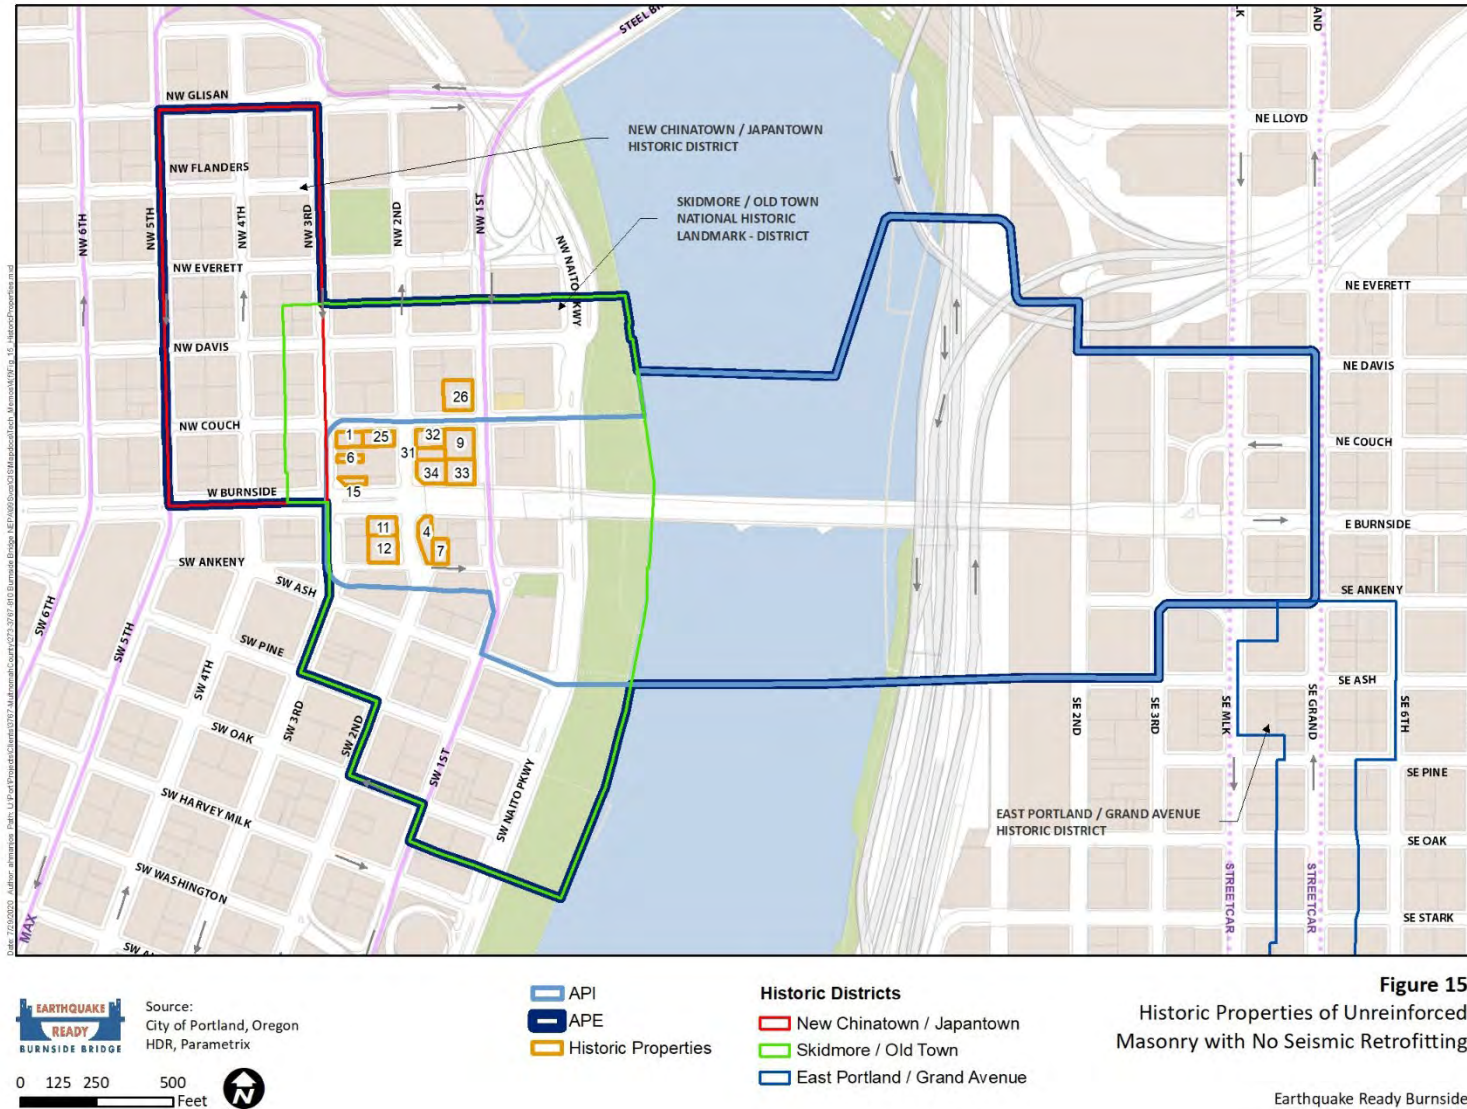 STEEL BR
NW GLISAN
NEW CHINATOWN / JAPANTOWN
HISTORIC DISTRICT
NE LLOYD
NW FLANDERS
SKIDMORE / OLD TOWN
NATIONAL HISTORIC
LANDMARK - DISTRICT
NW 6TH
NW 5TH
NW 4TH
NW 3RD
NW 2ND
NW 1ST
NW NAITO PKWY
NW EVERETT
NE EVERETT
NW DAVIS
NE DAVIS
26
NW COUCH
NE COUCH
1
25
32
9
6
31
34
33
15
W BURNSIDE
E BURNSIDE
11
4
12
7
SW ANKENY
SE ANKENY
SW ASH
SW 6TH
SW 5TH
SW PINE
SW 4TH
SE ASH
SW 3RD
SW 2ND
SW OAK
SW 1ST
SW NAITO PKWY
SE 2ND
SE 3RD
SE MLK
SE GRAND
SE 6TH
SE PINE
SW HARVEY MILK
EAST PORTLAND / GRAND AVENUE
HISTORIC DISTRICT
SE OAK
SW WASHINGTON
STREETCAR
STREETCAR
SE STARK
MAX
EARTHQUAKE
READY
BURNSIDE BRIDGE
Source:
City of Portland, Oregon
HDR, Parametrix
0 125 250 500
Feet
N
API
APE
Historic Properties
Historic Districts
New Chinatown / Japantown
Skidmore / Old Town
East Portland / Grand Avenue
Figure 15
Historic Properties of Unreinforced
Masonry with No Seismic Retrofitting
Earthquake Ready Burnside